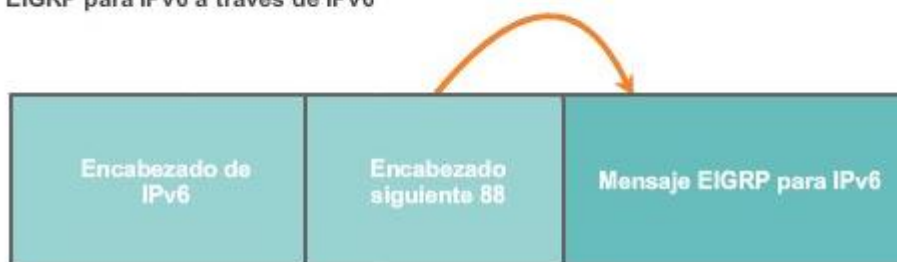 EIGRP para IPv6 a través de IPv6
Encabezado de
IPv6
Encabezado
siguiente 88
Mensaje EIGRP para IPv6